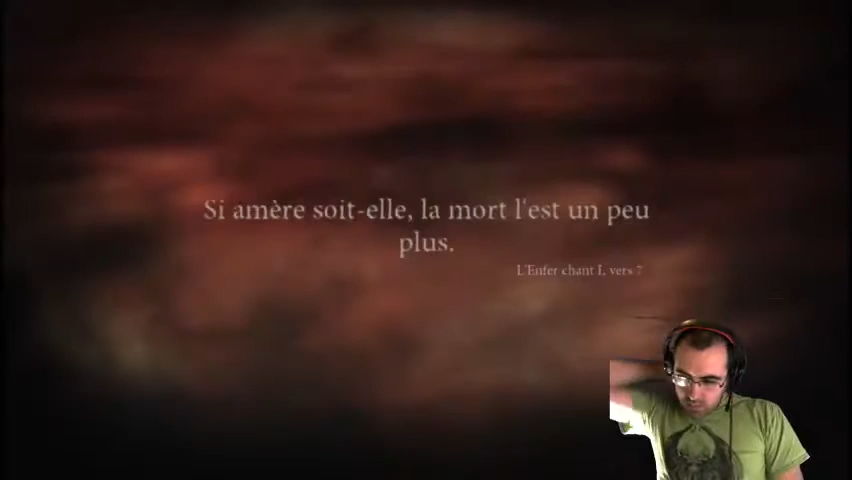 Si amère soit-elle, la mort l'est un peu
plus.
L'Enfer chant I, vers 7